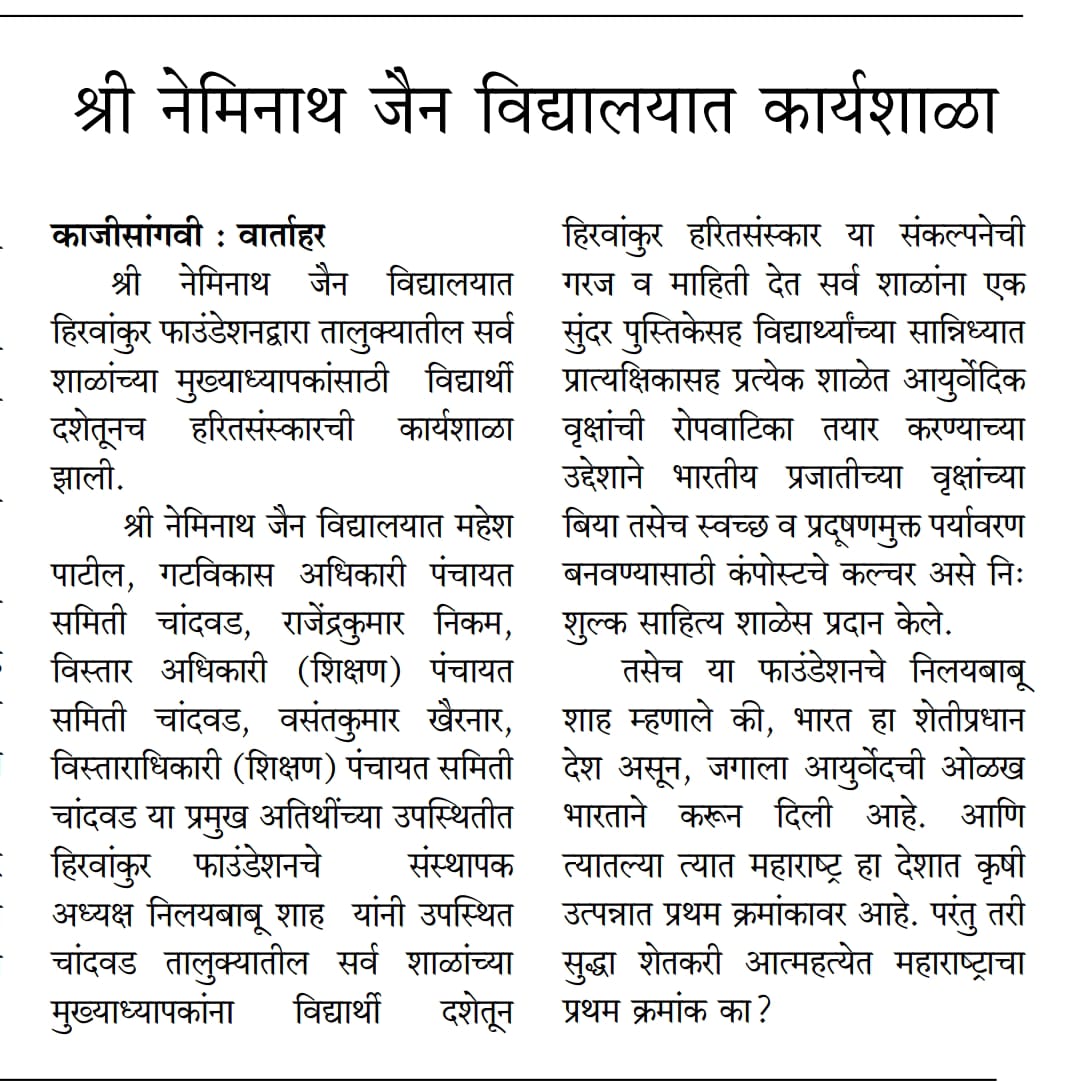 श्री नेमिनाथ जैन विद्यालयात कार्यशाळा
काजीसांगवी : वार्ताहर
श्री नेमिनाथ जैन विद्यालयात
हिरवांकुर फाउंडेशनद्वारा तालुक्यातील सर्व
शाळांच्या मुख्याध्यापकांसाठी विद्यार्थी
दशेतूनच हरितसंस्कारची कार्यशाळा
झाली.
श्री नेमिनाथ जैन विद्यालयात महेश
पाटील, गटविकास अधिकारी पंचायत
समिती चांदवड, राजेंद्रकुमार निकम,
विस्तार अधिकारी (शिक्षण) पंचायत
समिती चांदवड, वसंतकुमार खैरनार,
विस्ताराधिकारी (शिक्षण) पंचायत समिती
चांदवड या प्रमुख अतिथींच्या उपस्थितीत
हिरवांकुर फाउंडेशनचे संस्थापक
अध्यक्ष निलयबाबू शाह यांनी उपस्थित
चांदवड तालुक्यातील सर्व शाळांच्या
मुख्याध्यापकांना विद्यार्थी दशेतून
हिरवांकुर हरितसंस्कार या संकल्पनेची
गरज व माहिती देत सर्व शाळांना एक
सुंदर पुस्तिकेसह विद्यार्थ्यांच्या सान्निध्यात
प्रात्यक्षिकासह प्रत्येक शाळेत आयुर्वेदिक
वृक्षांची रोपवाटिका तयार करण्याच्या
उद्देशाने भारतीय प्रजातीच्या वृक्षांच्या
बिया तसेच स्वच्छ व प्रदूषणमुक्त पर्यावरण
बनवण्यासाठी कंपोस्टचे कल्चर असे निः
शुल्क साहित्य शाळेस प्रदान केले.
तसेच या फाउंडेशनचे निलयबाबू
शाह म्हणाले की, भारत हा शेतीप्रधान
देश असून, जगाला आयुर्वेदची ओळख
भारताने करून दिली आहे. आणि
त्यातल्या त्यात महाराष्ट्र हा देशात कृषी
उत्पन्नात प्रथम क्रमांकावर आहे. परंतु तरी
सुद्धा शेतकरी आत्महत्येत महाराष्ट्राचा
प्रथम क्रमांक का?